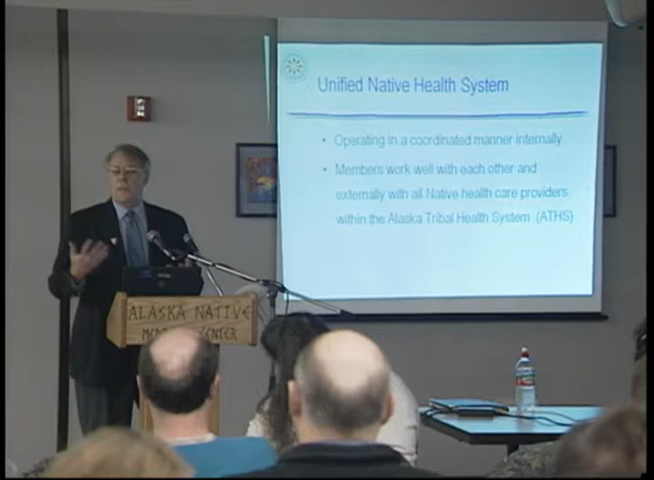 Unified Native Health System
• Operating in a coordinated manner internally
• Members work well with each other and
externally with all Native health care providers
within the Alaska Tribal Health System (ATHS)
ALASKA NATIVE
MEDICAL CENTER